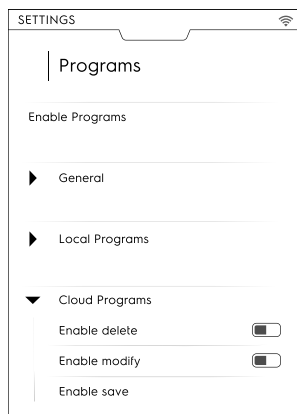 SETTINGS
Programs
Enable Programs
General
Local Programs
Cloud Programs
Enable delete
Enable modify
Enable save